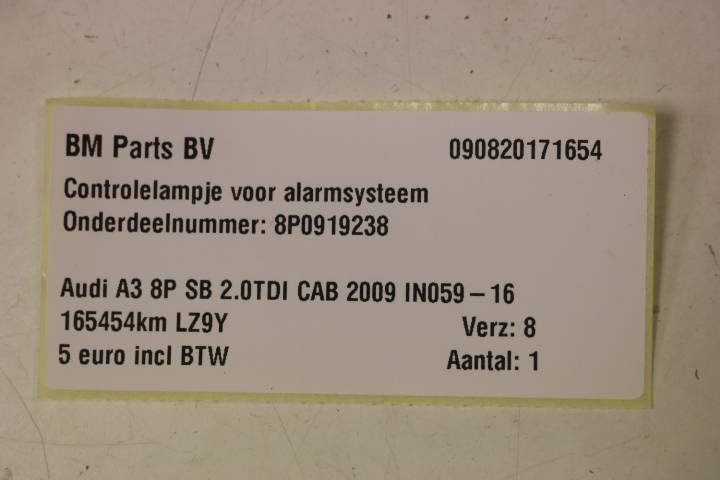 BM Parts BV 090820171654
Controlelampje voor alarmsysteem
Onderdeelnummer: 8P0919238
Audi A3 8P SB 2.0TDI CAB 2009 IN059-16
165454km LZ9Y Verz: 8
5 euro incl BTW Aantal: 1